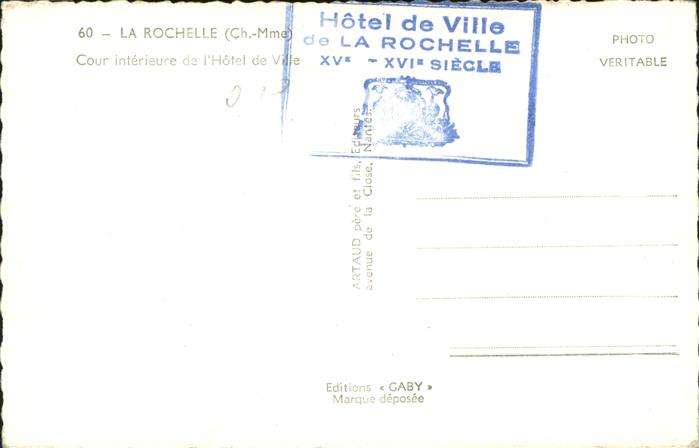 60 — LA ROCHELLE (Ch.-Mme)
Cour intérieure de l'Hôtel de Ville
Hôtel de Ville
de LA ROCHELLE
XVᵉ - XVIᵉ SIÈCLE
PHOTO
VERITABLE
ARTAUD père et fils, Editeurs
avenue de la Close, Nantes.
Editions « GABY »
Marque déposée